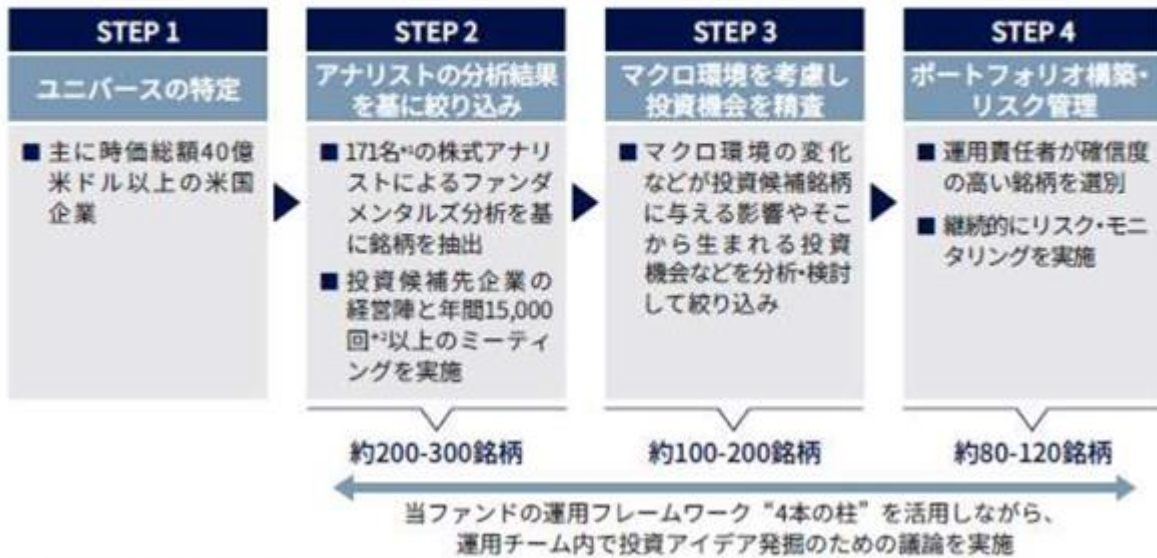 STEP 1
ユニバースの特定
■ 主に時価総額40億
米ドル以上の米国
企業
STEP 2
アナリストの分析結果
を基に絞り込み
■ 171名*¹の株式アナリ
ストによるファンダ
メンタルズ分析を基
に銘柄を抽出
■ 投資候補先企業の
経営陣と年間15,000
回*²以上のミーティ
ングを実施
約200-300銘柄
STEP 3
マクロ環境を考慮し
投資機会を精査
■ マクロ環境の変化
などが投資候補銘柄
に与える影響やそこ
から生まれる投資
機会などを分析・検討
して絞り込み
約100-200銘柄
STEP 4
ポートフォリオ構築・
リスク管理
■ 運用責任者が確信度
の高い銘柄を選別
■ 継続的にリスク・モニ
タリングを実施
約80-120銘柄
当ファンドの運用フレームワーク“4本の柱”を活用しながら、
運用チーム内で投資アイデア発掘のための議論を実施